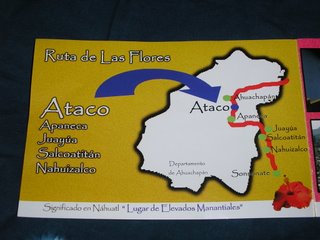 Ruta de Las Flores
Ataco
Apaneca
Juayúa
Salcoatitán
Nahuizalco
Ahuachapán
Ataco
Apaneca
Juayúa
Salcoatitán
Nahuizalco
Sonsonate
Departamento
de Ahuachapán
Significado en Náhuatl " Lugar de Elevados Manantiales"